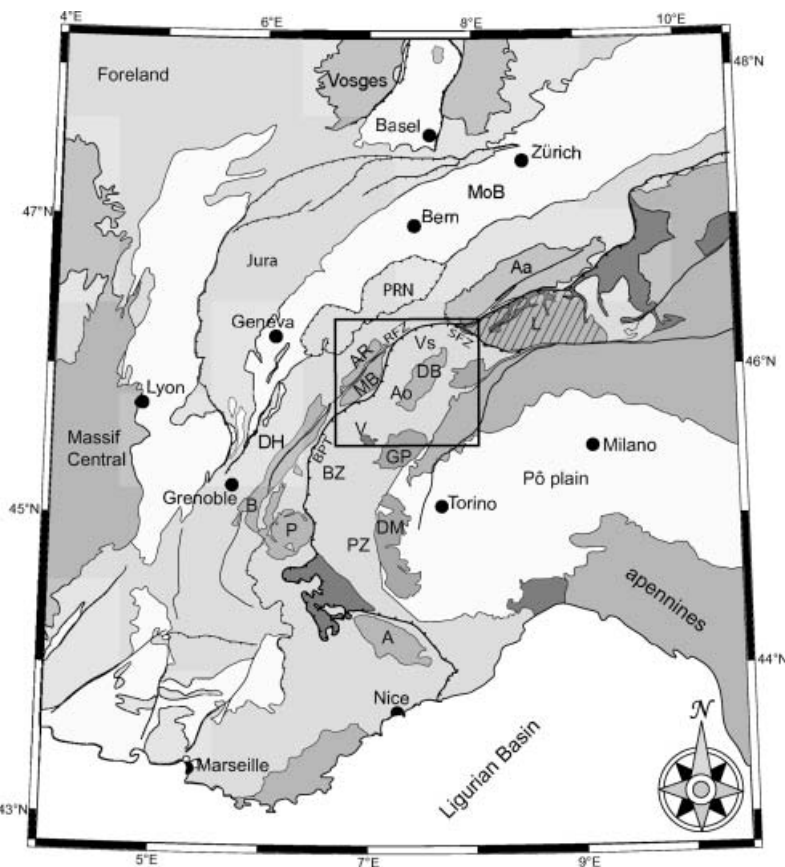 4°E
6°E
8°E
10°E
Foreland
Vosges
48°N
Basel
Zürich
47°N
MoB
Bern
Jura
Aa
PRN
Geneva
L
RFZ
SFZ
Vs
AR
46°N
DB
MB
Ao
Lyon
Massif
Central
V
DH
BPT
GP
Milano
BZ
Pô plain
Grenoble
45°N
B
Torino
P
DM
PZ
apennines
A
44°N
Nice
N
Ligurian Basin
Marseille
43°N
5°E
7°E
9°E